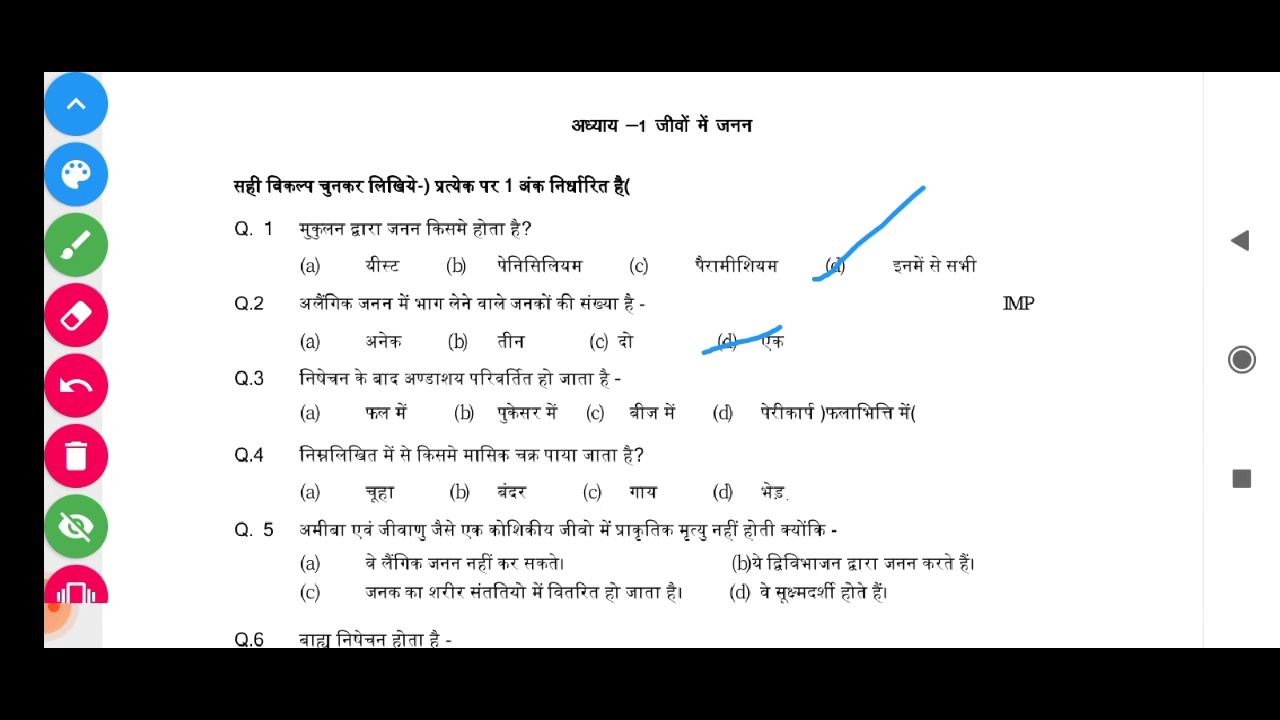 अध्याय –1 जीवों में जनन
सही विकल्प चुनकर लिखिये-) प्रत्येक पर 1 अंक निर्धारित है(
Q. 1 मुकुलन द्वारा जनन किसमे होता है?
(a) यीस्ट (b) पेनिसिलियम (c) पैरामीशियम (d) इनमें से सभी
Q.2 अलैंगिक जनन में भाग लेने वाले जनकों की संख्या है - IMP
(a) अनेक (b) तीन (c) दो (d) एक
Q.3 निषेचन के बाद अण्डाशय परिवर्तित हो जाता है -
(a) फल में (b) पुकेसर में (c) बीज में (d) पेरीकार्प )फलाभित्ति में(
Q.4 निम्नलिखित में से किसमे मासिक चक्र पाया जाता है?
(a) चूहा (b) बंदर (c) गाय (d) भेड़.
Q. 5 अमीबा एवं जीवाणु जैसे एक कोशिकीय जीवो में प्राकृतिक मृत्यु नहीं होती क्योंकि -
(a) वे लैंगिक जनन नहीं कर सकते। (b)ये द्विविभाजन द्वारा जनन करते हैं।
(c) जनक का शरीर संततियो में वितरित हो जाता है। (d) वे सूक्ष्मदर्शी होते हैं।
Q.6 बाह्य निषेचन होता है -